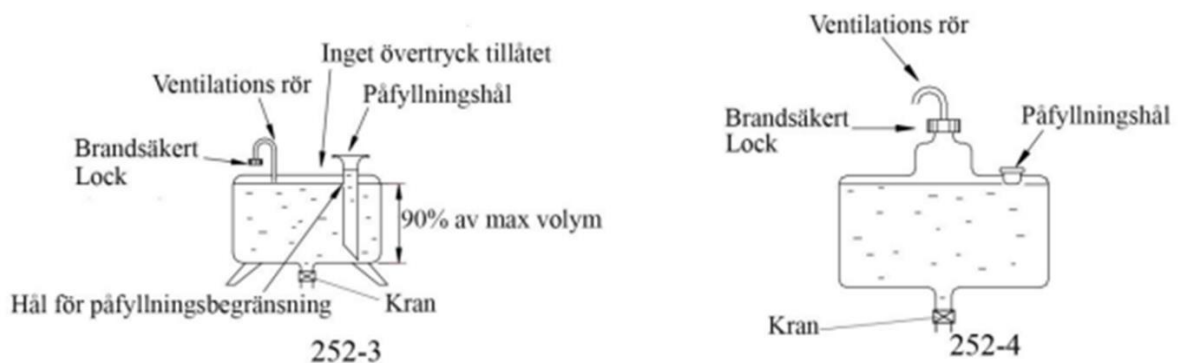 Inget övertryck tillåtet
Ventilations rör
Påfyllningshål
Brandsäkert
Lock
90% av max volym
Hål för påfyllningsbegränsning
Kran
252-3
Ventilations rör
Brandsäkert
Lock
Påfyllningshål
Kran
252-4